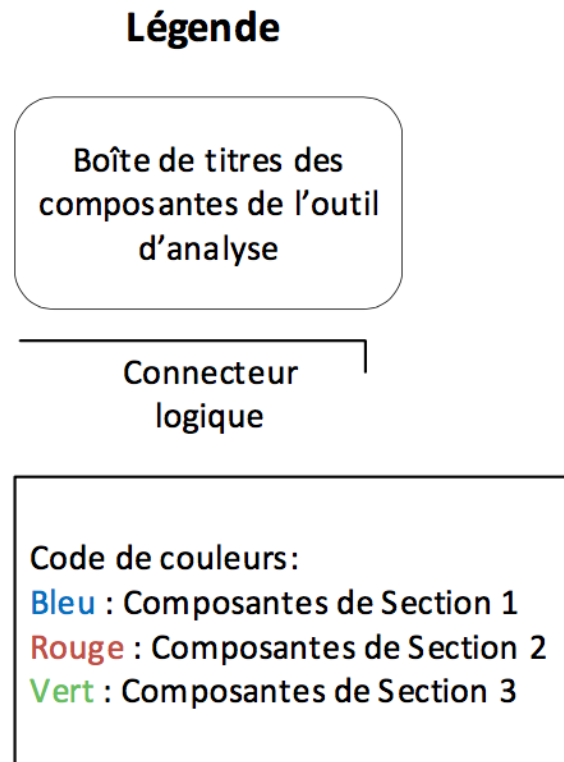 Légende
Boîte de titres des
composantes de l’outil
d’analyse
Connecteur
logique
Code de couleurs:
Bleu : Composantes de Section 1
Rouge : Composantes de Section 2
Vert : Composantes de Section 3